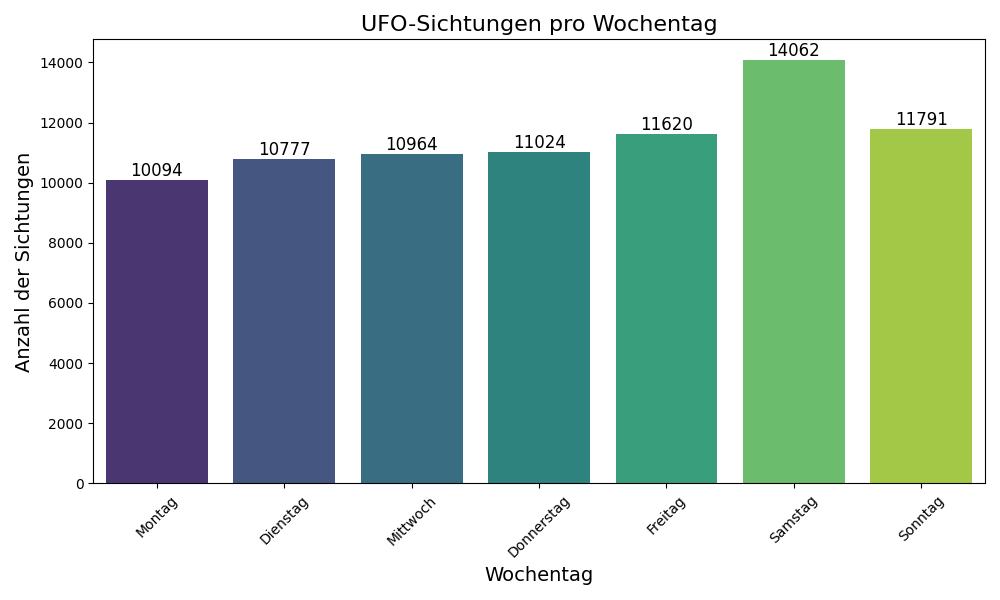 UFO-Sichtungen pro Wochentag
Anzahl der Sichtungen
14000
12000
10000
8000
6000
4000
2000
0
10094
10777
10964
11024
11620
14062
11791
Montag
Dienstag
Mittwoch
Donnerstag
Freitag
Samstag
Sonntag
Wochentag